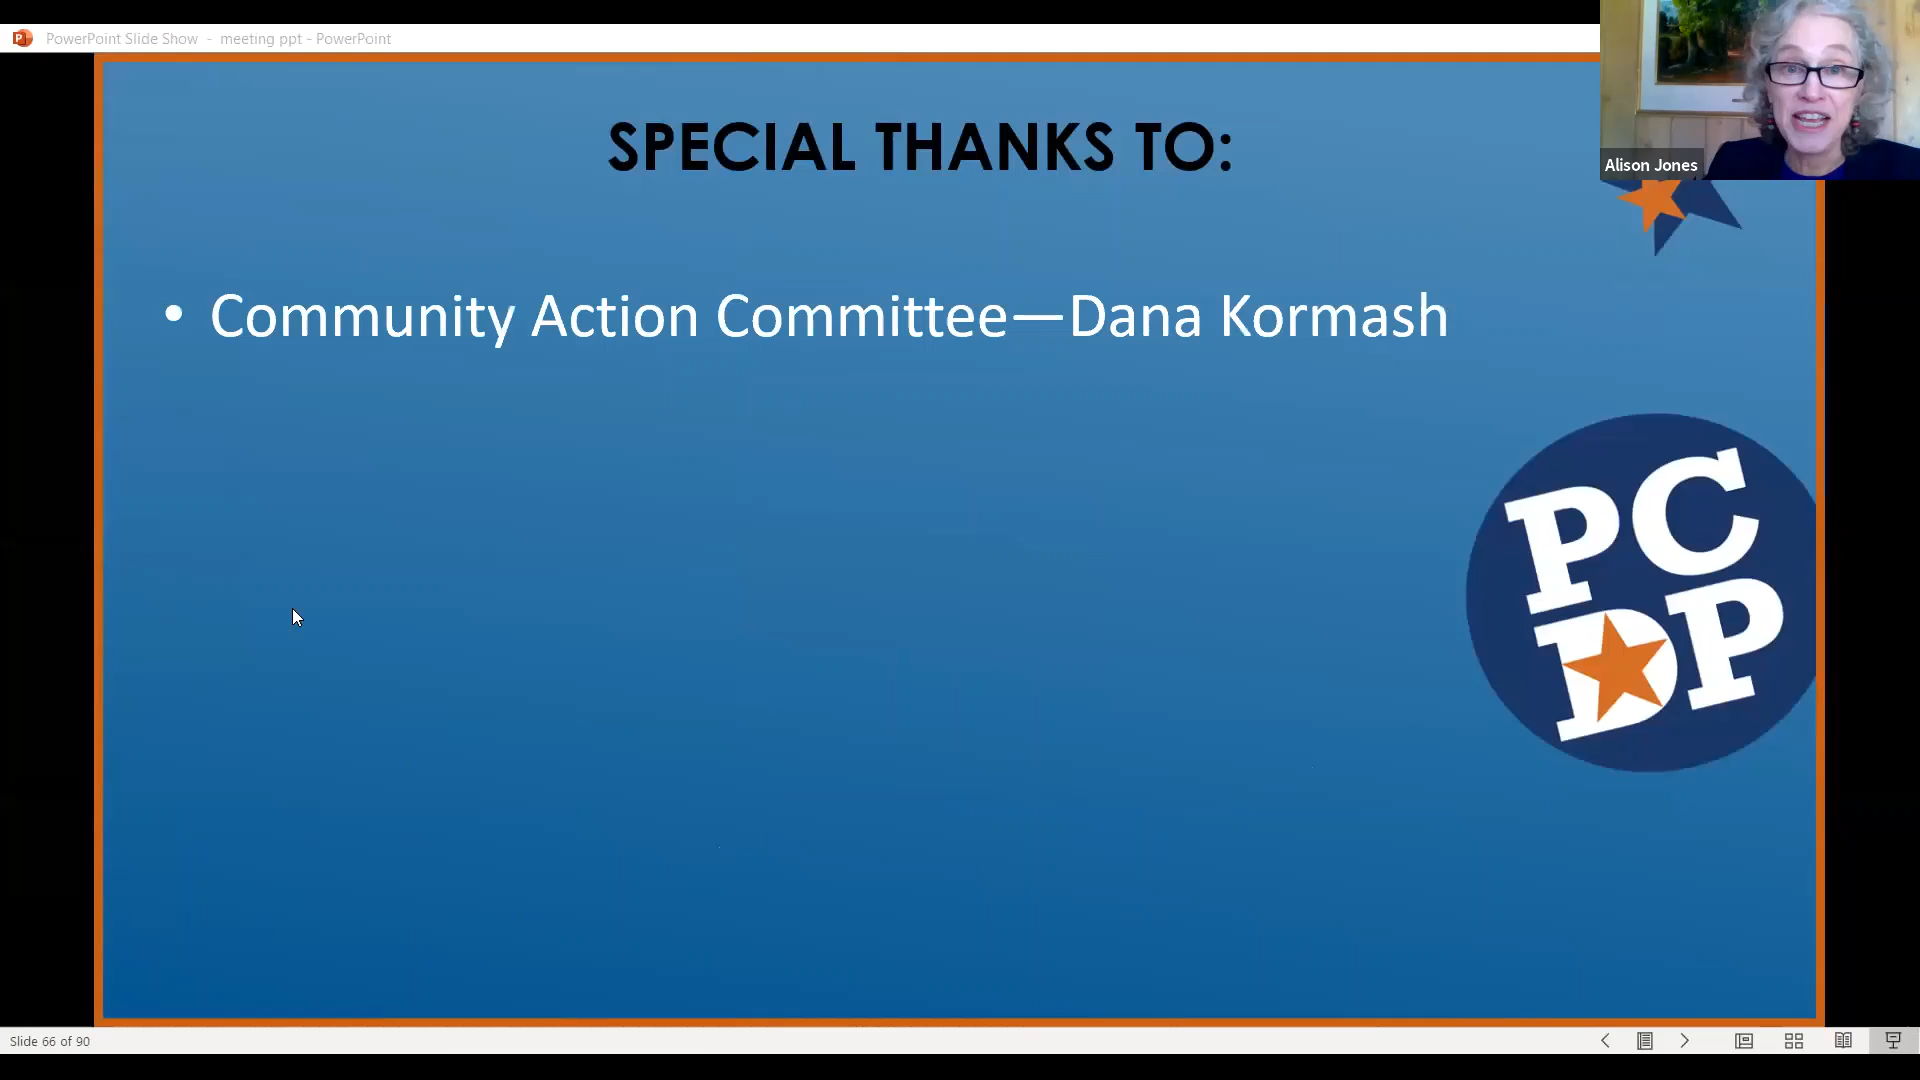 PowerPoint Slide Show - meeting ppt - PowerPoint
Alison Jones
SPECIAL THANKS TO:
• Community Action Committee—Dana Kormash
PC
DP
Slide 66 of 90